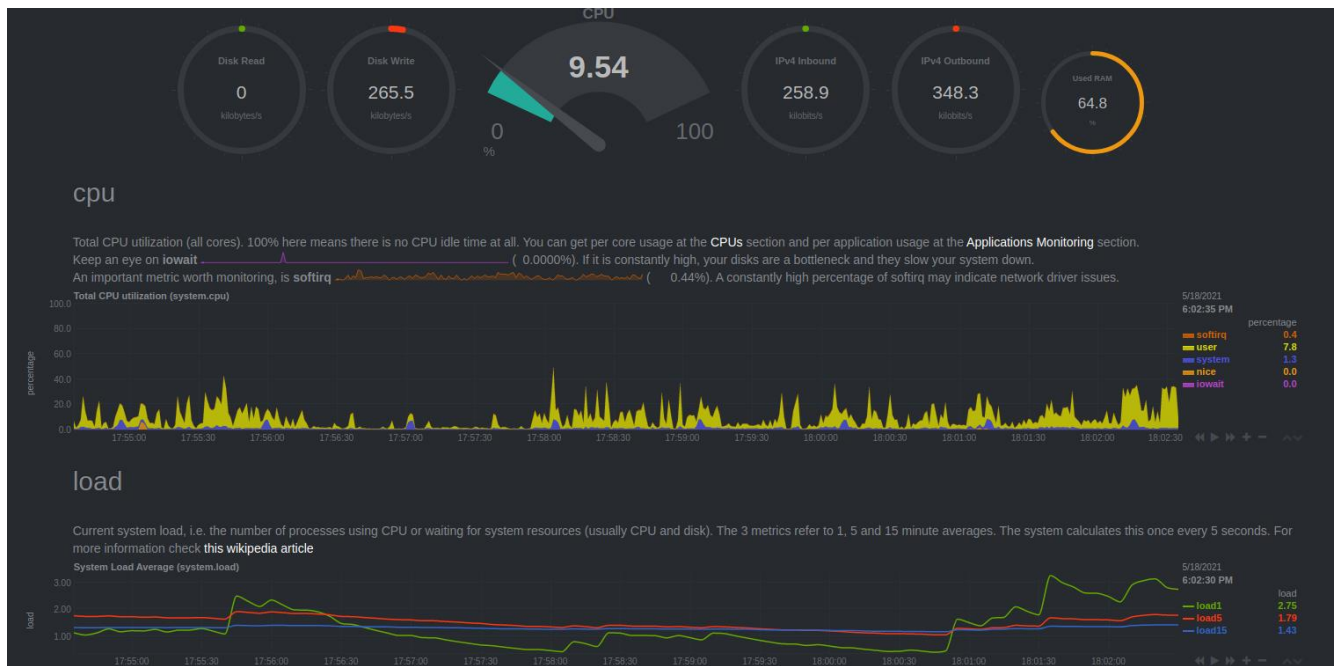 CPU
Disk Read
0
kilobytes/s
Disk Write
265.5
kilobytes/s
9.54
0
100
%
IPv4 Inbound
258.9
kilobits/s
IPv4 Outbound
348.3
kilobits/s
Used RAM
64.8
%
cpu
Total CPU utilization (all cores). 100% here means there is no CPU idle time at all. You can get per core usage at the CPUs section and per application usage at the Applications Monitoring section.
Keep an eye on iowait ( 0.0000%). If it is constantly high, your disks are a bottleneck and they slow your system down.
An important metric worth monitoring, is softirq ( 0.44%). A constantly high percentage of softirq may indicate network driver issues.
Total CPU utilization (system.cpu)
5/18/2021
6:02:35 PM
percentage
softirq 0.4
user 7.8
system 1.3
nice 0.0
iowait 0.0
percentage
100.0
80.0
60.0
40.0
20.0
0.0
17:55:00 17:55:30 17:56:00 17:56:30 17:57:00 17:57:30 17:58:00 17:58:30 17:59:00 17:59:30 18:00:00 18:00:30 18:01:00 18:01:30 18:02:00 18:02:30
load
Current system load, i.e. the number of processes using CPU or waiting for system resources (usually CPU and disk). The 3 metrics refer to 1, 5 and 15 minute averages. The system calculates this once every 5 seconds. For
more information check this wikipedia article
System Load Average (system.load)
5/18/2021
6:02:30 PM
load
load1 2.75
load5 1.79
load15 1.43
load
3.00
2.00
1.00
17:55:00 17:55:30 17:56:00 17:56:30 17:57:00 17:57:30 17:58:00 17:58:30 17:59:00 17:59:30 18:00:00 18:00:30 18:01:00 18:01:30 18:02:00